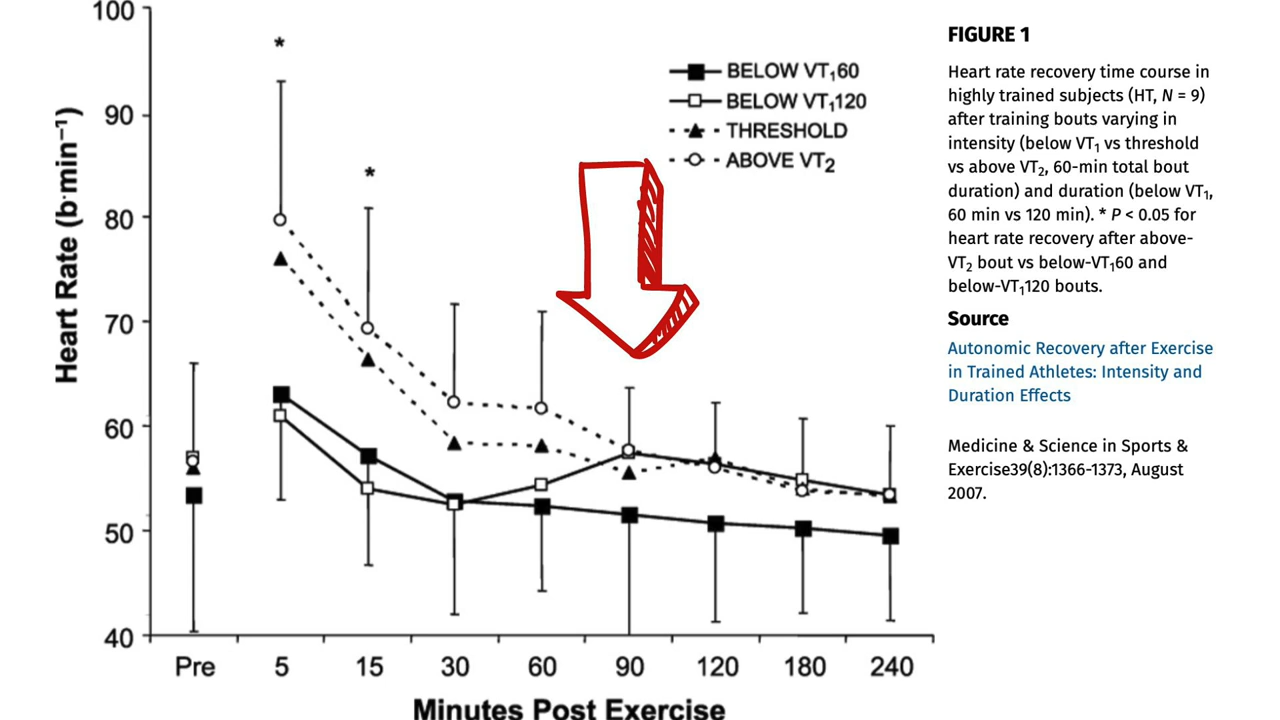 100
90
80
70
60
50
40
Heart Rate (b·min⁻¹)
*
*
BELOW VT₁60
BELOW VT₁120
THRESHOLD
ABOVE VT₂
Pre 5 15 30 60 90 120 180 240
Minutes Post Exercise
FIGURE 1
Heart rate recovery time course in
highly trained subjects (HT, N = 9)
after training bouts varying in
intensity (below VT₁ vs threshold
vs above VT₂, 60-min total bout
duration) and duration (below VT₁,
60 min vs 120 min). * P < 0.05 for
heart rate recovery after above-
VT₂ bout vs below-VT₁60 and
below-VT₁120 bouts.
Source
Autonomic Recovery after Exercise
in Trained Athletes: Intensity and
Duration Effects
Medicine & Science in Sports &
Exercise39(8):1366-1373, August
2007.